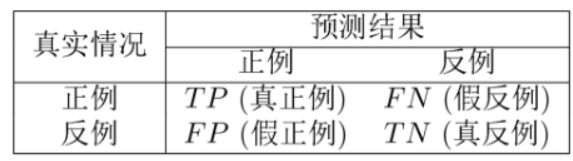 真实情况 预测结果
正例 反例
正例 TP (真正例) FN (假反例)
反例 FP (假正例) TN (真反例)